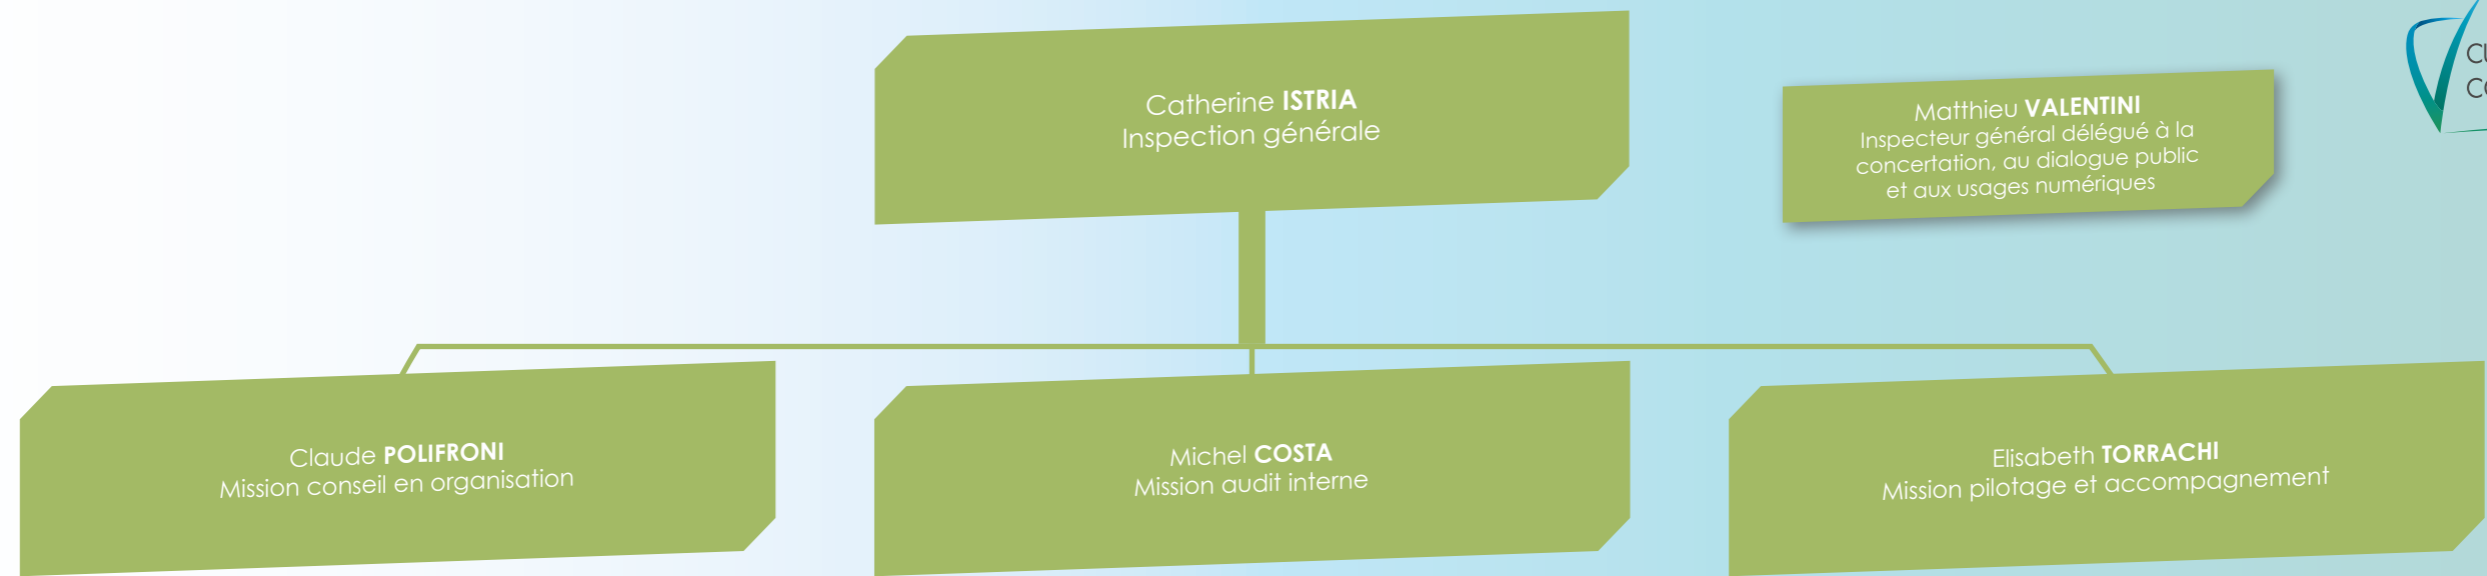 Catherine ISTRIA
Inspection générale
Matthieu VALENTINI
Inspecteur général délégué à la
concertation, au dialogue public
et aux usages numériques
Claude POLIFRONI
Mission conseil en organisation
Michel COSTA
Mission audit interne
Elisabeth TORRACHI
Mission pilotage et accompagnement